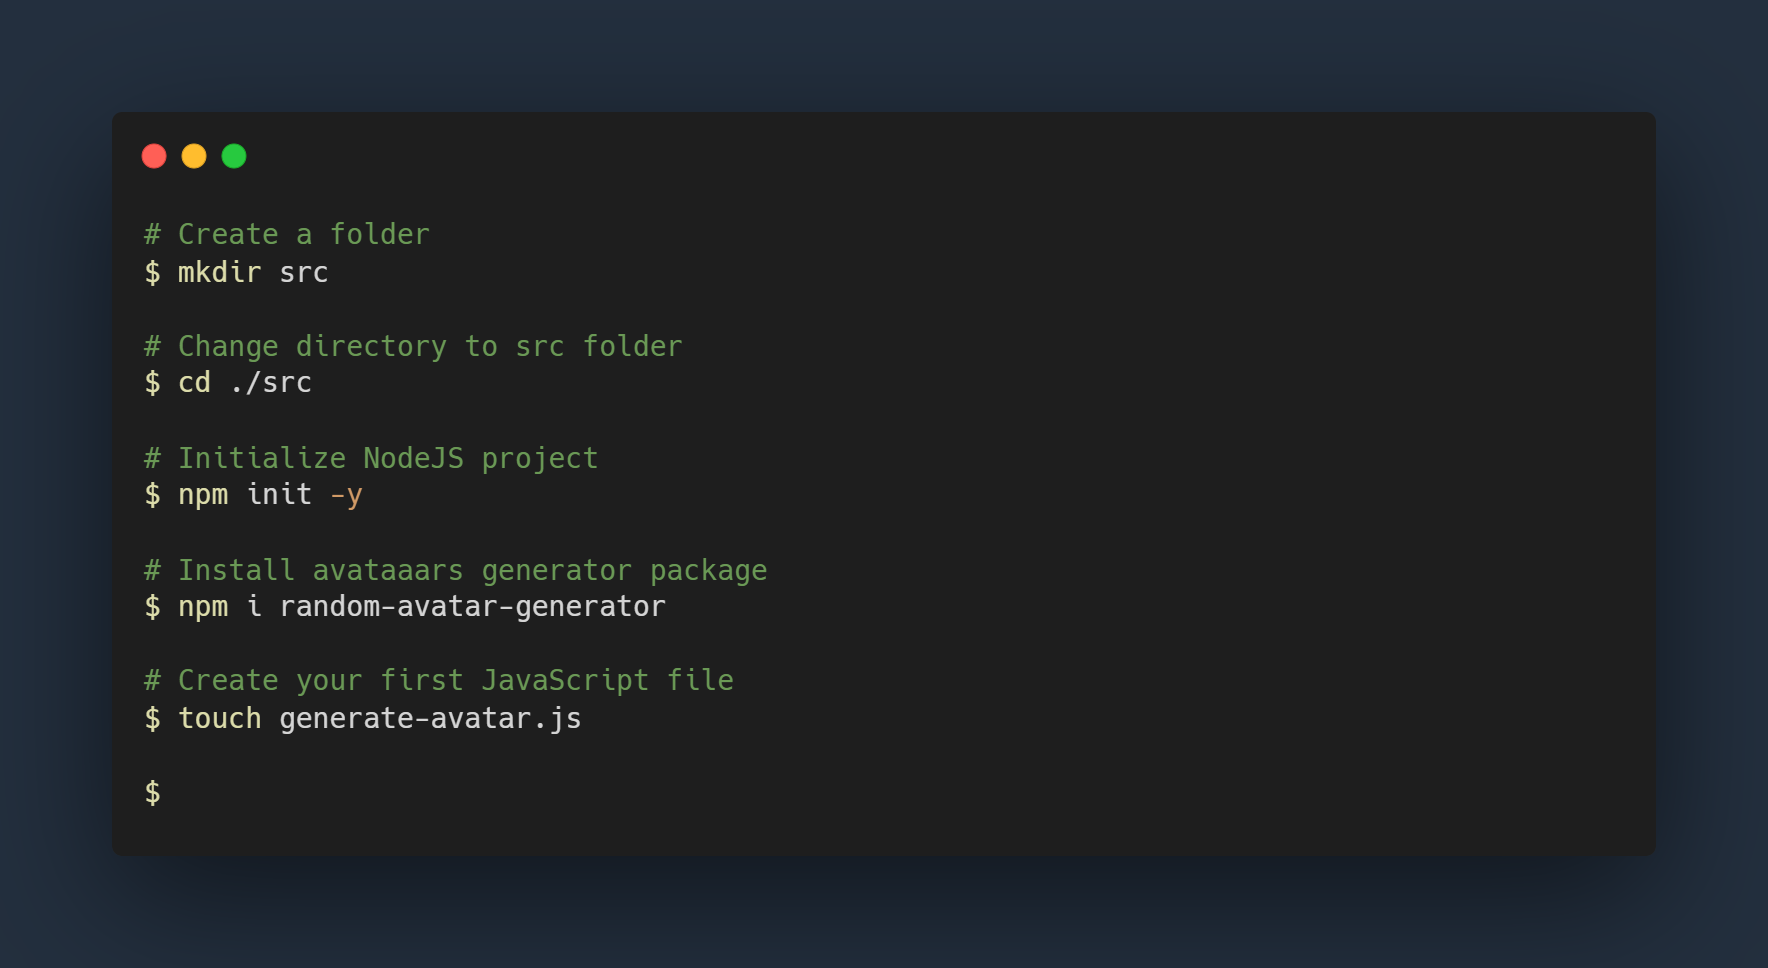 # Create a folder
$ mkdir src
# Change directory to src folder
$ cd ./src
# Initialize NodeJS project
$ npm init -y
# Install avataaars generator package
$ npm i random-avatar-generator
# Create your first JavaScript file
$ touch generate-avatar.js
$